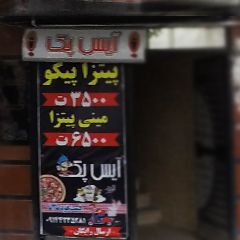 آیس پک
پیتزا پیکو
۳۵۰۰ ت
مینی پیتزا
۶۵۰۰ ت
آیس پک
ارسال رایگان